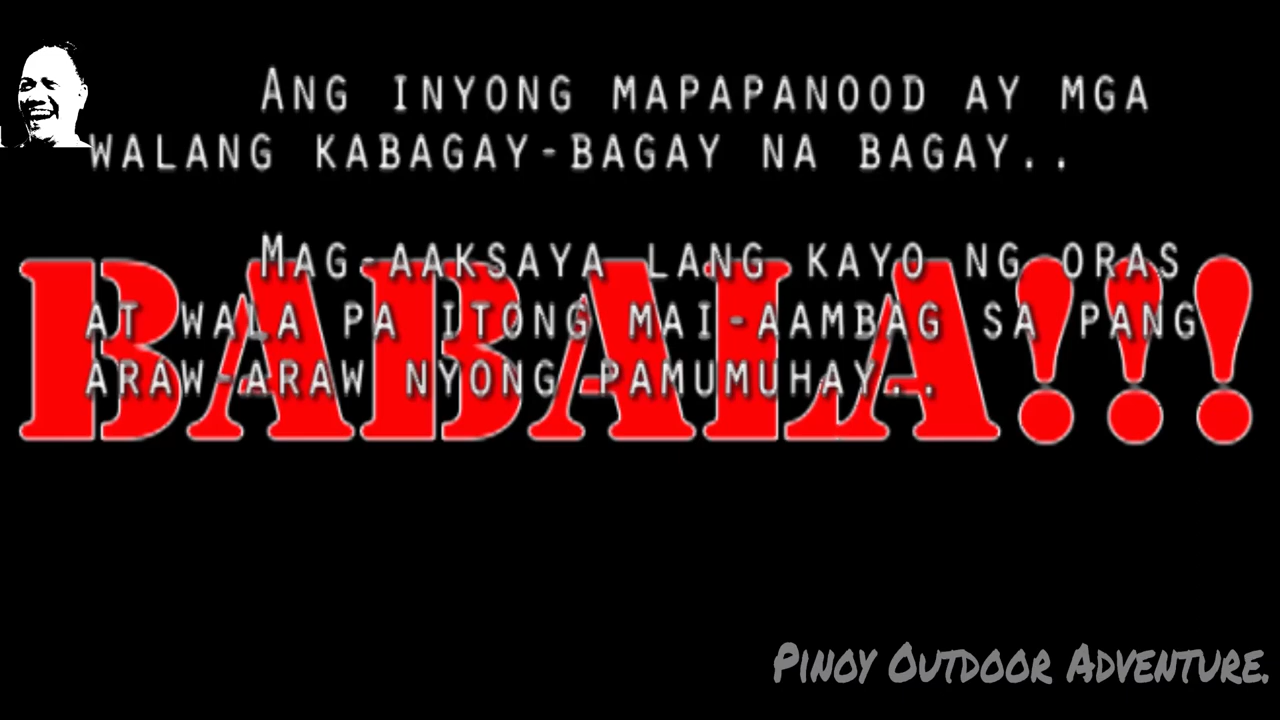 Ang inyong mapapanood ay mga
walang kabagay-bagay na bagay..
Mag-aaksaya lang kayo ng oras
at wala pa itong mai-aambag sa pang
araw-araw nyong pamumuhay..
BABALA!!!
Pinoy Outdoor Adventure.